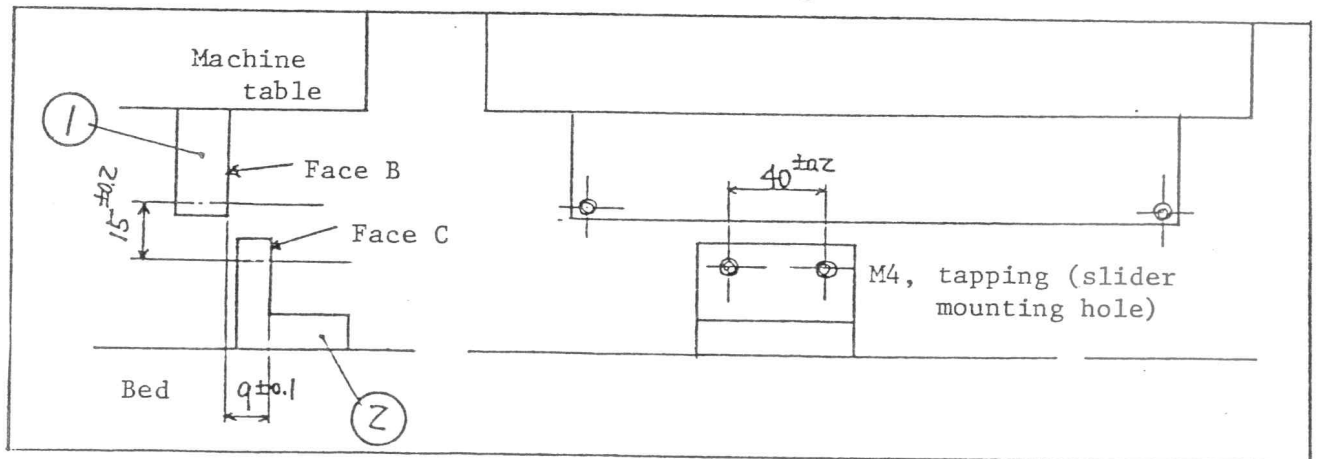 Machine
table
1
Face B
15±0.2
Face C
40±0.2
M4, tapping (slider
mounting hole)
Bed
9±0.1
2